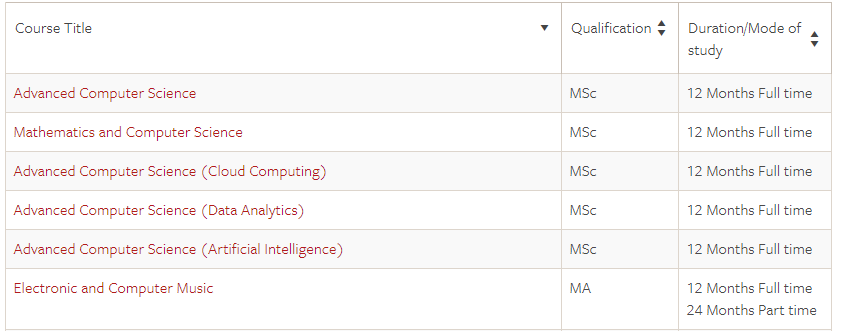 Course Title Qualification Duration/Mode of
study
Advanced Computer Science MSc 12 Months Full time
Mathematics and Computer Science MSc 12 Months Full time
Advanced Computer Science (Cloud Computing) MSc 12 Months Full time
Advanced Computer Science (Data Analytics) MSc 12 Months Full time
Advanced Computer Science (Artificial Intelligence) MSc 12 Months Full time
Electronic and Computer Music MA 12 Months Full time
24 Months Part time